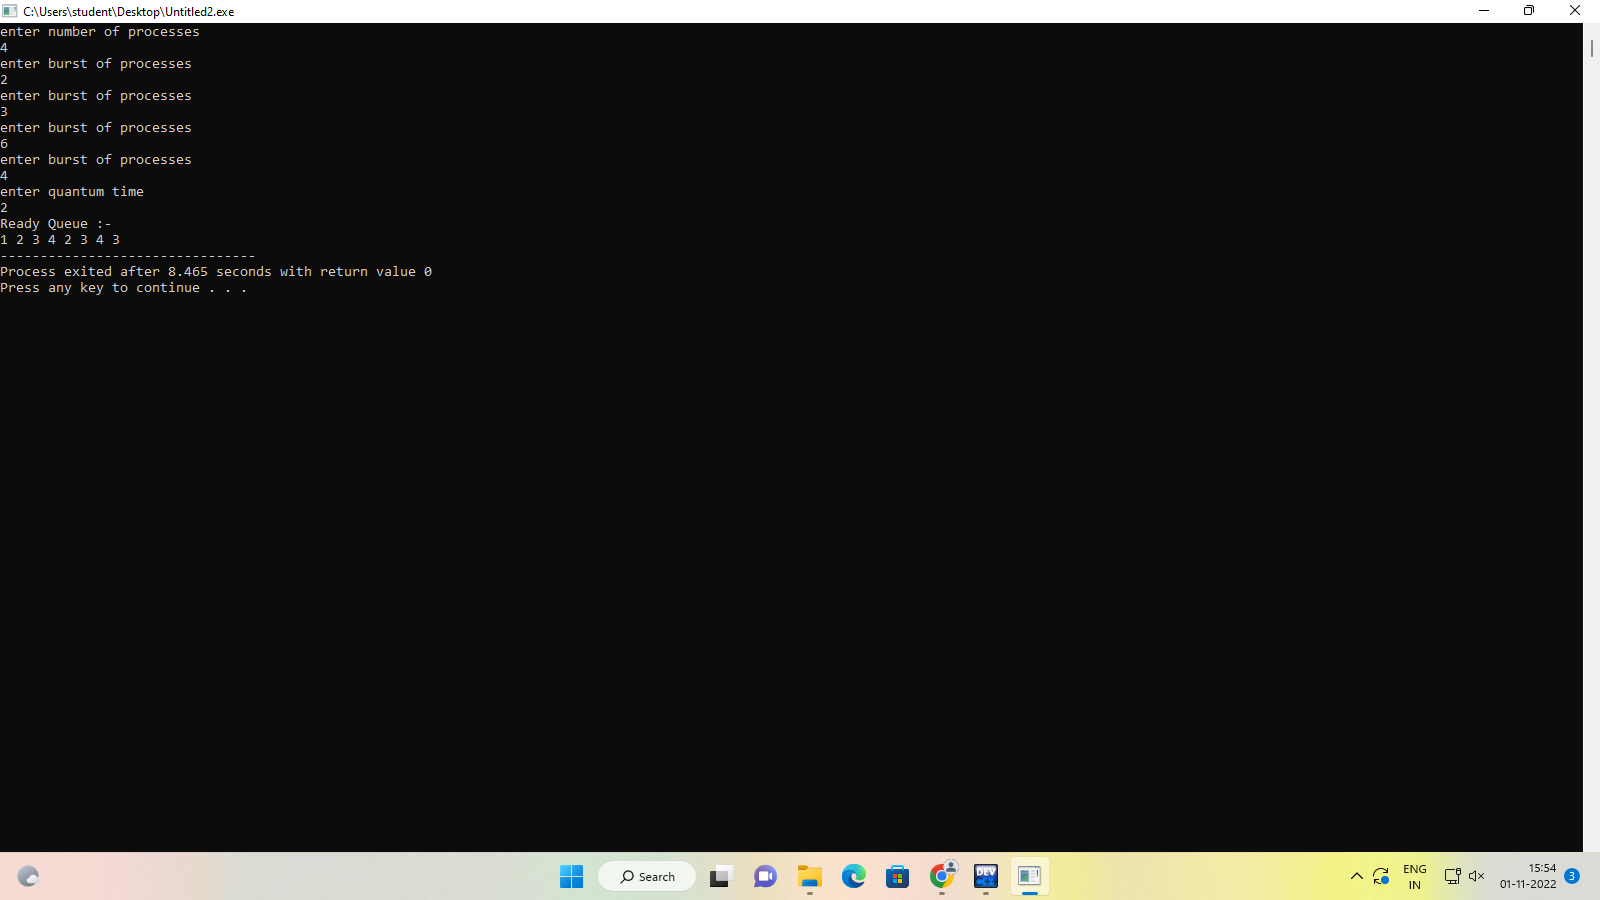 C:\Users\student\Desktop\Untitled2.exe
enter number of processes
4
enter burst of processes
2
enter burst of processes
3
enter burst of processes
6
enter burst of processes
4
enter quantum time
2
Ready Queue :-
1 2 3 4 2 3 4 3
--------------------------------
Process exited after 8.465 seconds with return value 0
Press any key to continue . . .
Search
DEV
ENG
IN
15:54
01-11-2022
3